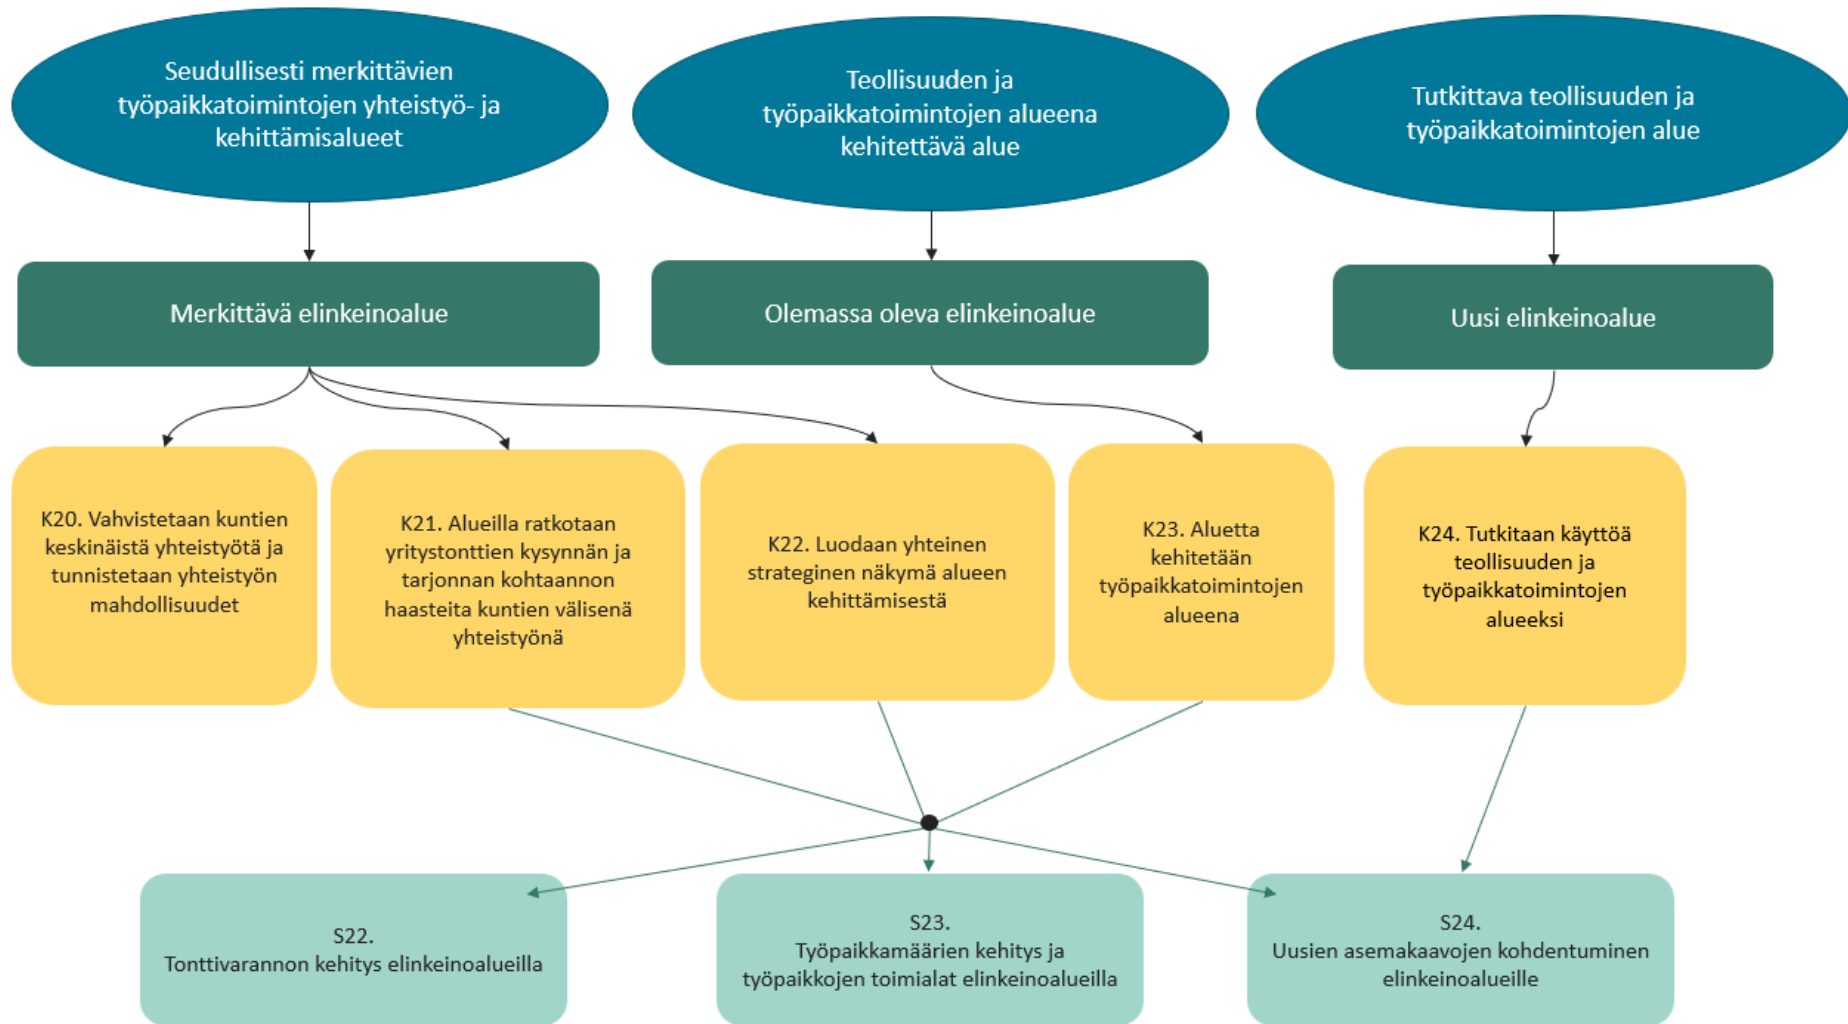 Seudullisesti merkittävien
työpaikkatoimintojen yhteistyö- ja
kehittämisalueet
Teollisuuden ja
työpaikkatoimintojen alueena
kehitettävä alue
Tutkittava teollisuuden ja
työpaikkatoimintojen alue
Merkittävä elinkeinoalue
Olemassa oleva elinkeinoalue
Uusi elinkeinoalue
K20. Vahvistetaan kuntien
keskinäistä yhteistyötä ja
tunnistetaan yhteistyön
mahdollisuudet
K21. Alueilla ratkotaan
yritystonttien kysynnän ja
tarjonnan kohtaannon
haasteita kuntien välisenä
yhteistyönä
K22. Luodaan yhteinen
strateginen näkymä alueen
kehittämisestä
K23. Aluetta
kehitetään
työpaikkatoimintojen
alueena
K24. Tutkitaan käyttöä
teollisuuden ja
työpaikkatoimintojen
alueeksi
S22.
Tonttivarannon kehitys elinkeinoalueilla
S23.
Työpaikkamäärien kehitys ja
työpaikkojen toimialat elinkeinoalueilla
S24.
Uusien asemakaavojen kohdentuminen
elinkeinoalueille